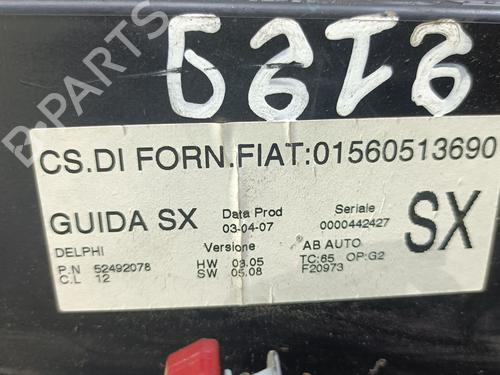 B-PARTS
6919
CS.DI FORN.FIAT:01560513690
GUIDA SX Data Prod 03-04-07 Seriale 0000442427 SX
DELPHI Versione AB AUTO
P.N 52492078 HW 03.05 TC:65 OP:G2
C.L 12 SW 05.08 F20973